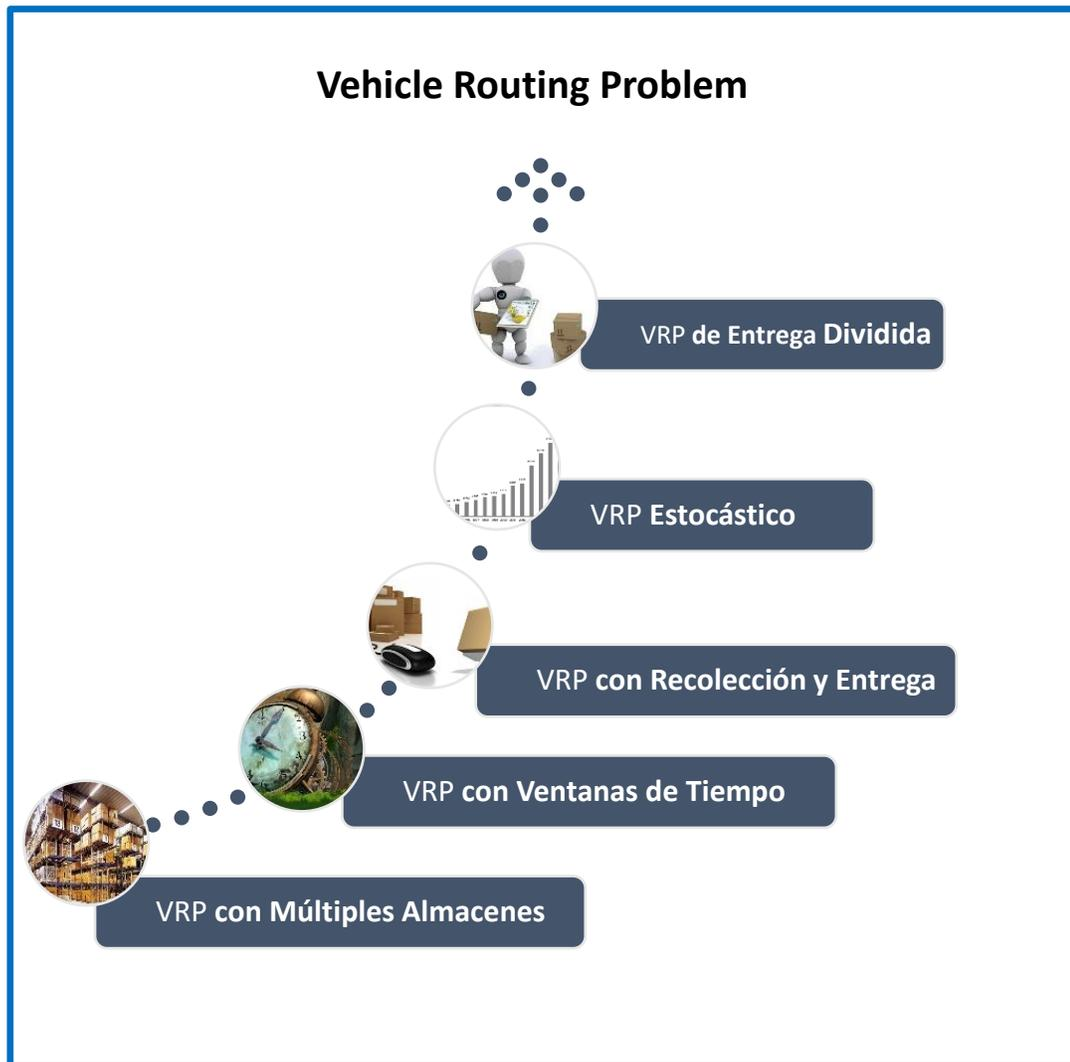 Vehicle Routing Problem
VRP de Entrega Dividida
VRP Estocástico
VRP con Recolección y Entrega
VRP con Ventanas de Tiempo
VRP con Múltiples Almacenes